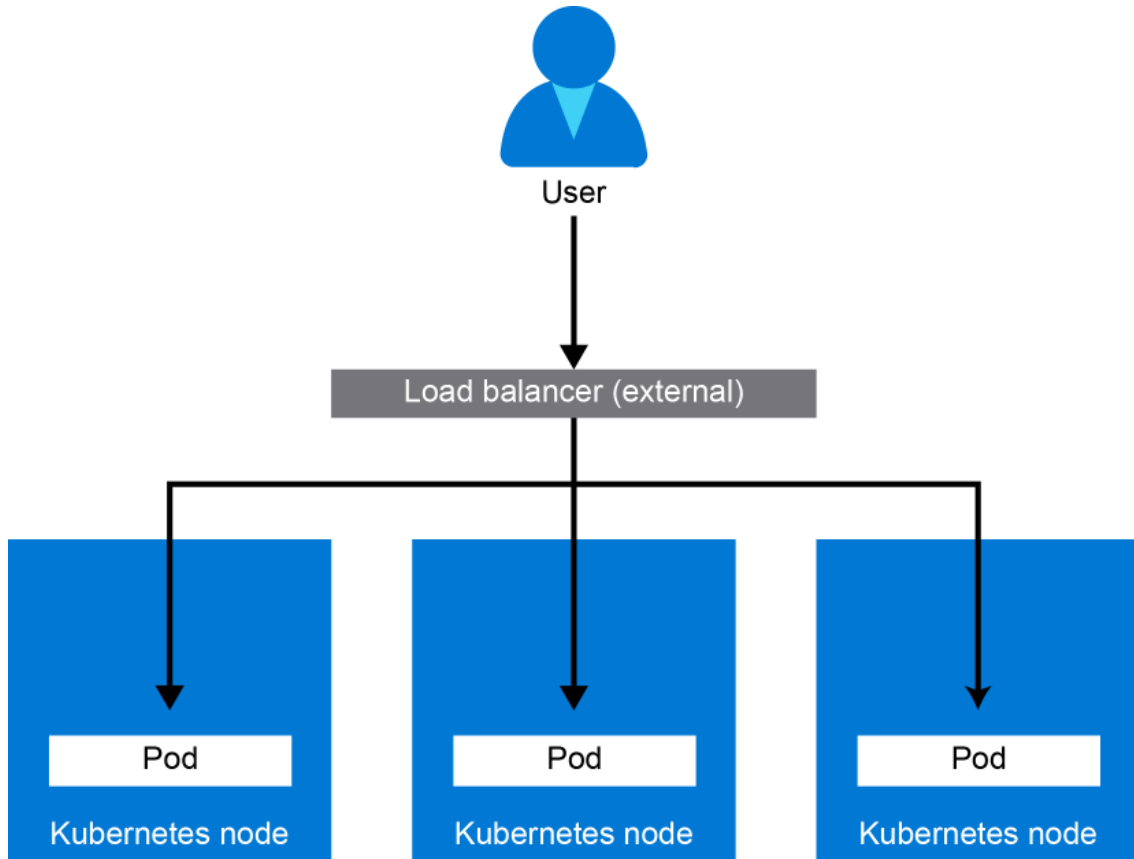 User
Load balancer (external)
Pod
Pod
Pod
Kubernetes node
Kubernetes node
Kubernetes node